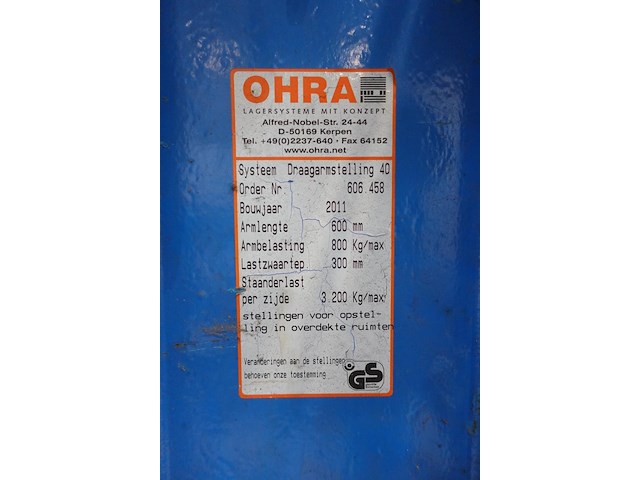 OHRA
LAGERSYSTEME MIT KONZEPT
Alfred-Nobel-Str. 24-44
D-50169 Kerpen
Tel. +49(0)2237-640 • Fax 64152
www.ohra.net
Systeem Draagarmstelling 40
Order Nr 606.458
Bouwjaar 2011
Armlengte 600 mm
Armbelasting 800 Kg/max
Lastzwaartep 300 mm
Staanderlast
per zijde 3.200 Kg/max
stellingen voor opstel-
ling in overdekte ruimten
Veranderingen aan de stellingen
behoeven onze toestemming
GS